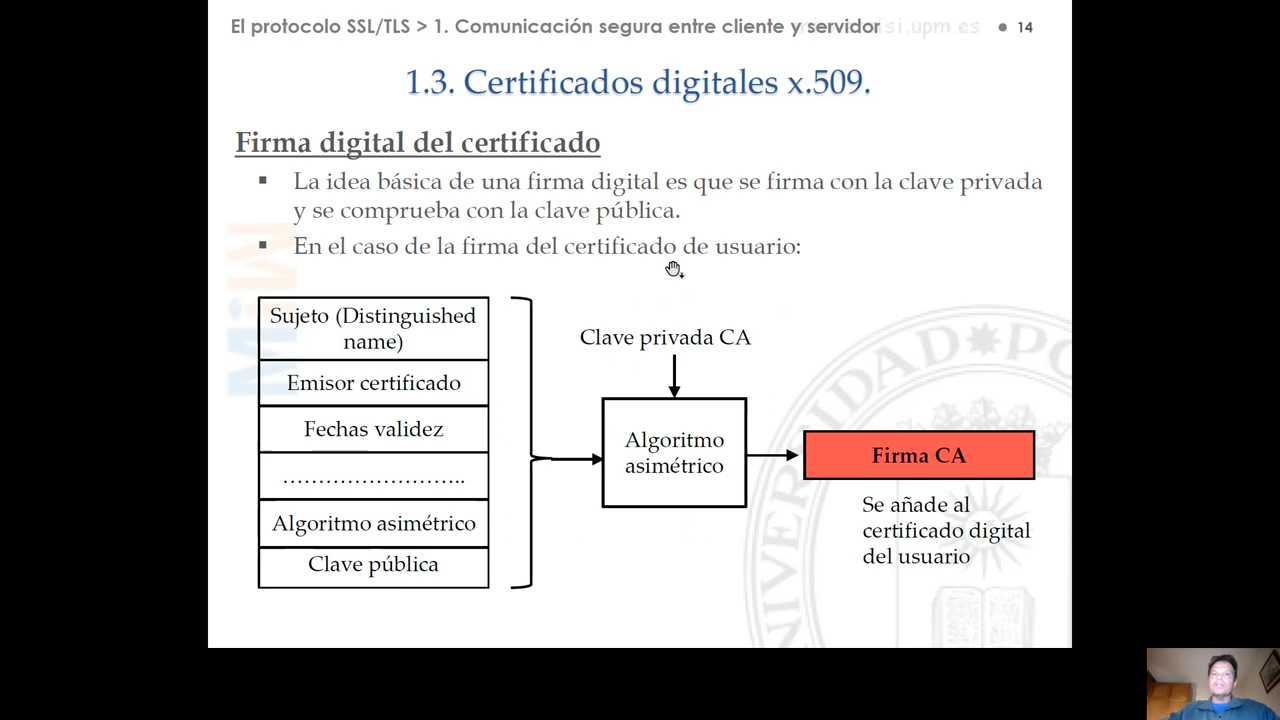 El protocolo SSL/TLS > 1. Comunicación segura entre cliente y servidor
14
1.3. Certificados digitales x.509.
Firma digital del certificado
▪ La idea básica de una firma digital es que se firma con la clave privada
y se comprueba con la clave pública.
▪ En el caso de la firma del certificado de usuario:
Sujeto (Distinguished
name)
Emisor certificado
Fechas validez
……………………..
Algoritmo asimétrico
Clave pública
Clave privada CA
Algoritmo
asimétrico
Firma CA
Se añade al
certificado digital
del usuario